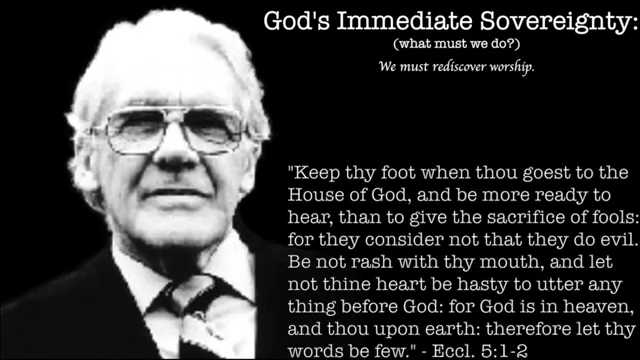 God's Immediate Sovereignty:
(what must we do?)
We must rediscover worship.
"Keep thy foot when thou goest to the
House of God, and be more ready to
hear, than to give the sacrifice of fools:
for they consider not that they do evil.
Be not rash with thy mouth, and let
not thine heart be hasty to utter any
thing before God: for God is in heaven,
and thou upon earth: therefore let thy
words be few." - Eccl. 5:1-2